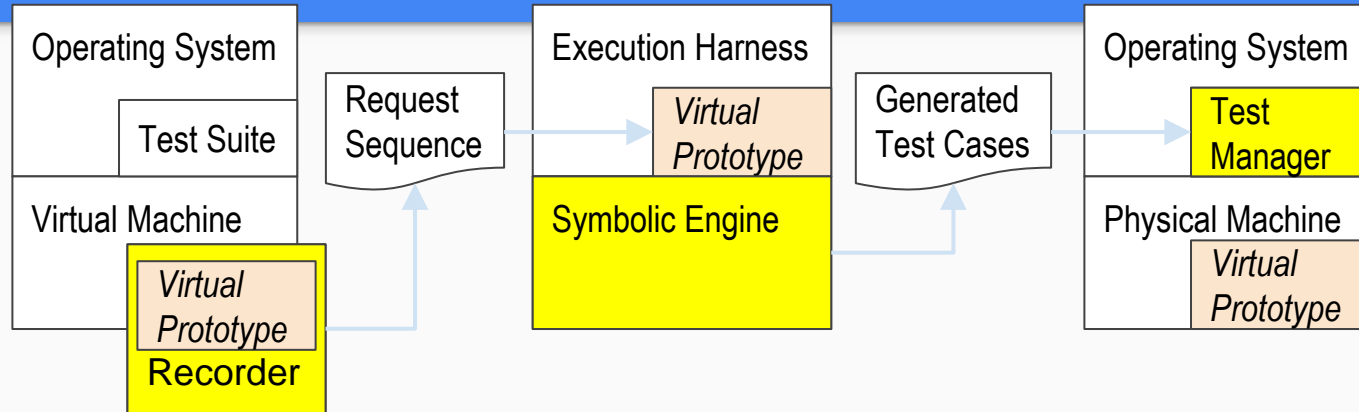 Operating System
Test Suite
Virtual Machine
Virtual
Prototype
Recorder
Request
Sequence
Execution Harness
Virtual
Prototype
Symbolic Engine
Generated
Test Cases
Operating System
Test
Manager
Physical Machine
Virtual
Prototype